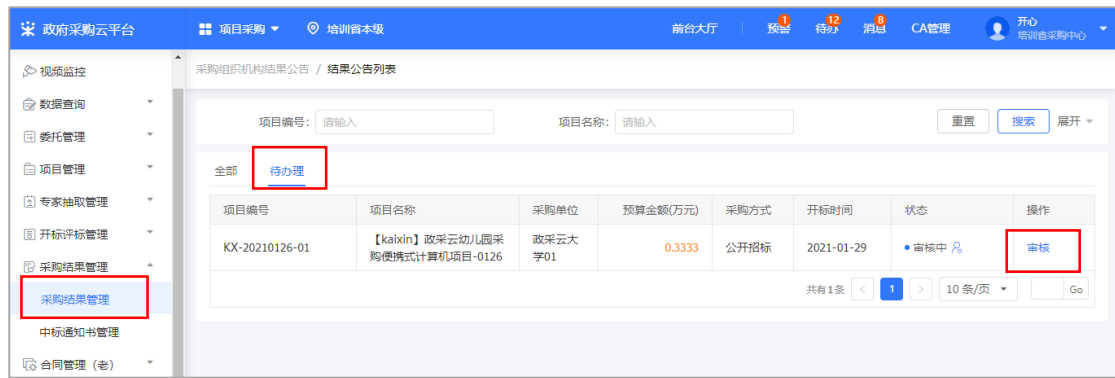 政府采购云平台
项目采购
培训省本级
前台大厅
预警 1
待办 12
消息 8
CA管理
开心
培训省采购中心
视频监控
数据查询
委托管理
项目管理
专家抽取管理
开标评标管理
采购结果管理
采购结果管理
中标通知书管理
合同管理（老）
采购组织机构结果公告 / 结果公告列表
项目编号： 请输入 项目名称： 请输入 重置 搜索 展开
全部 待办理
项目编号 项目名称 采购单位 预算金额(万元) 采购方式 开标时间 状态 操作
KX-20210126-01 【kaixin】政采云幼儿园采 政采云大 0.3333 公开招标 2021-01-29 审核中 审核
购便携式计算机项目-0126 学01
共有1条 < 1 > 10 条/页 Go